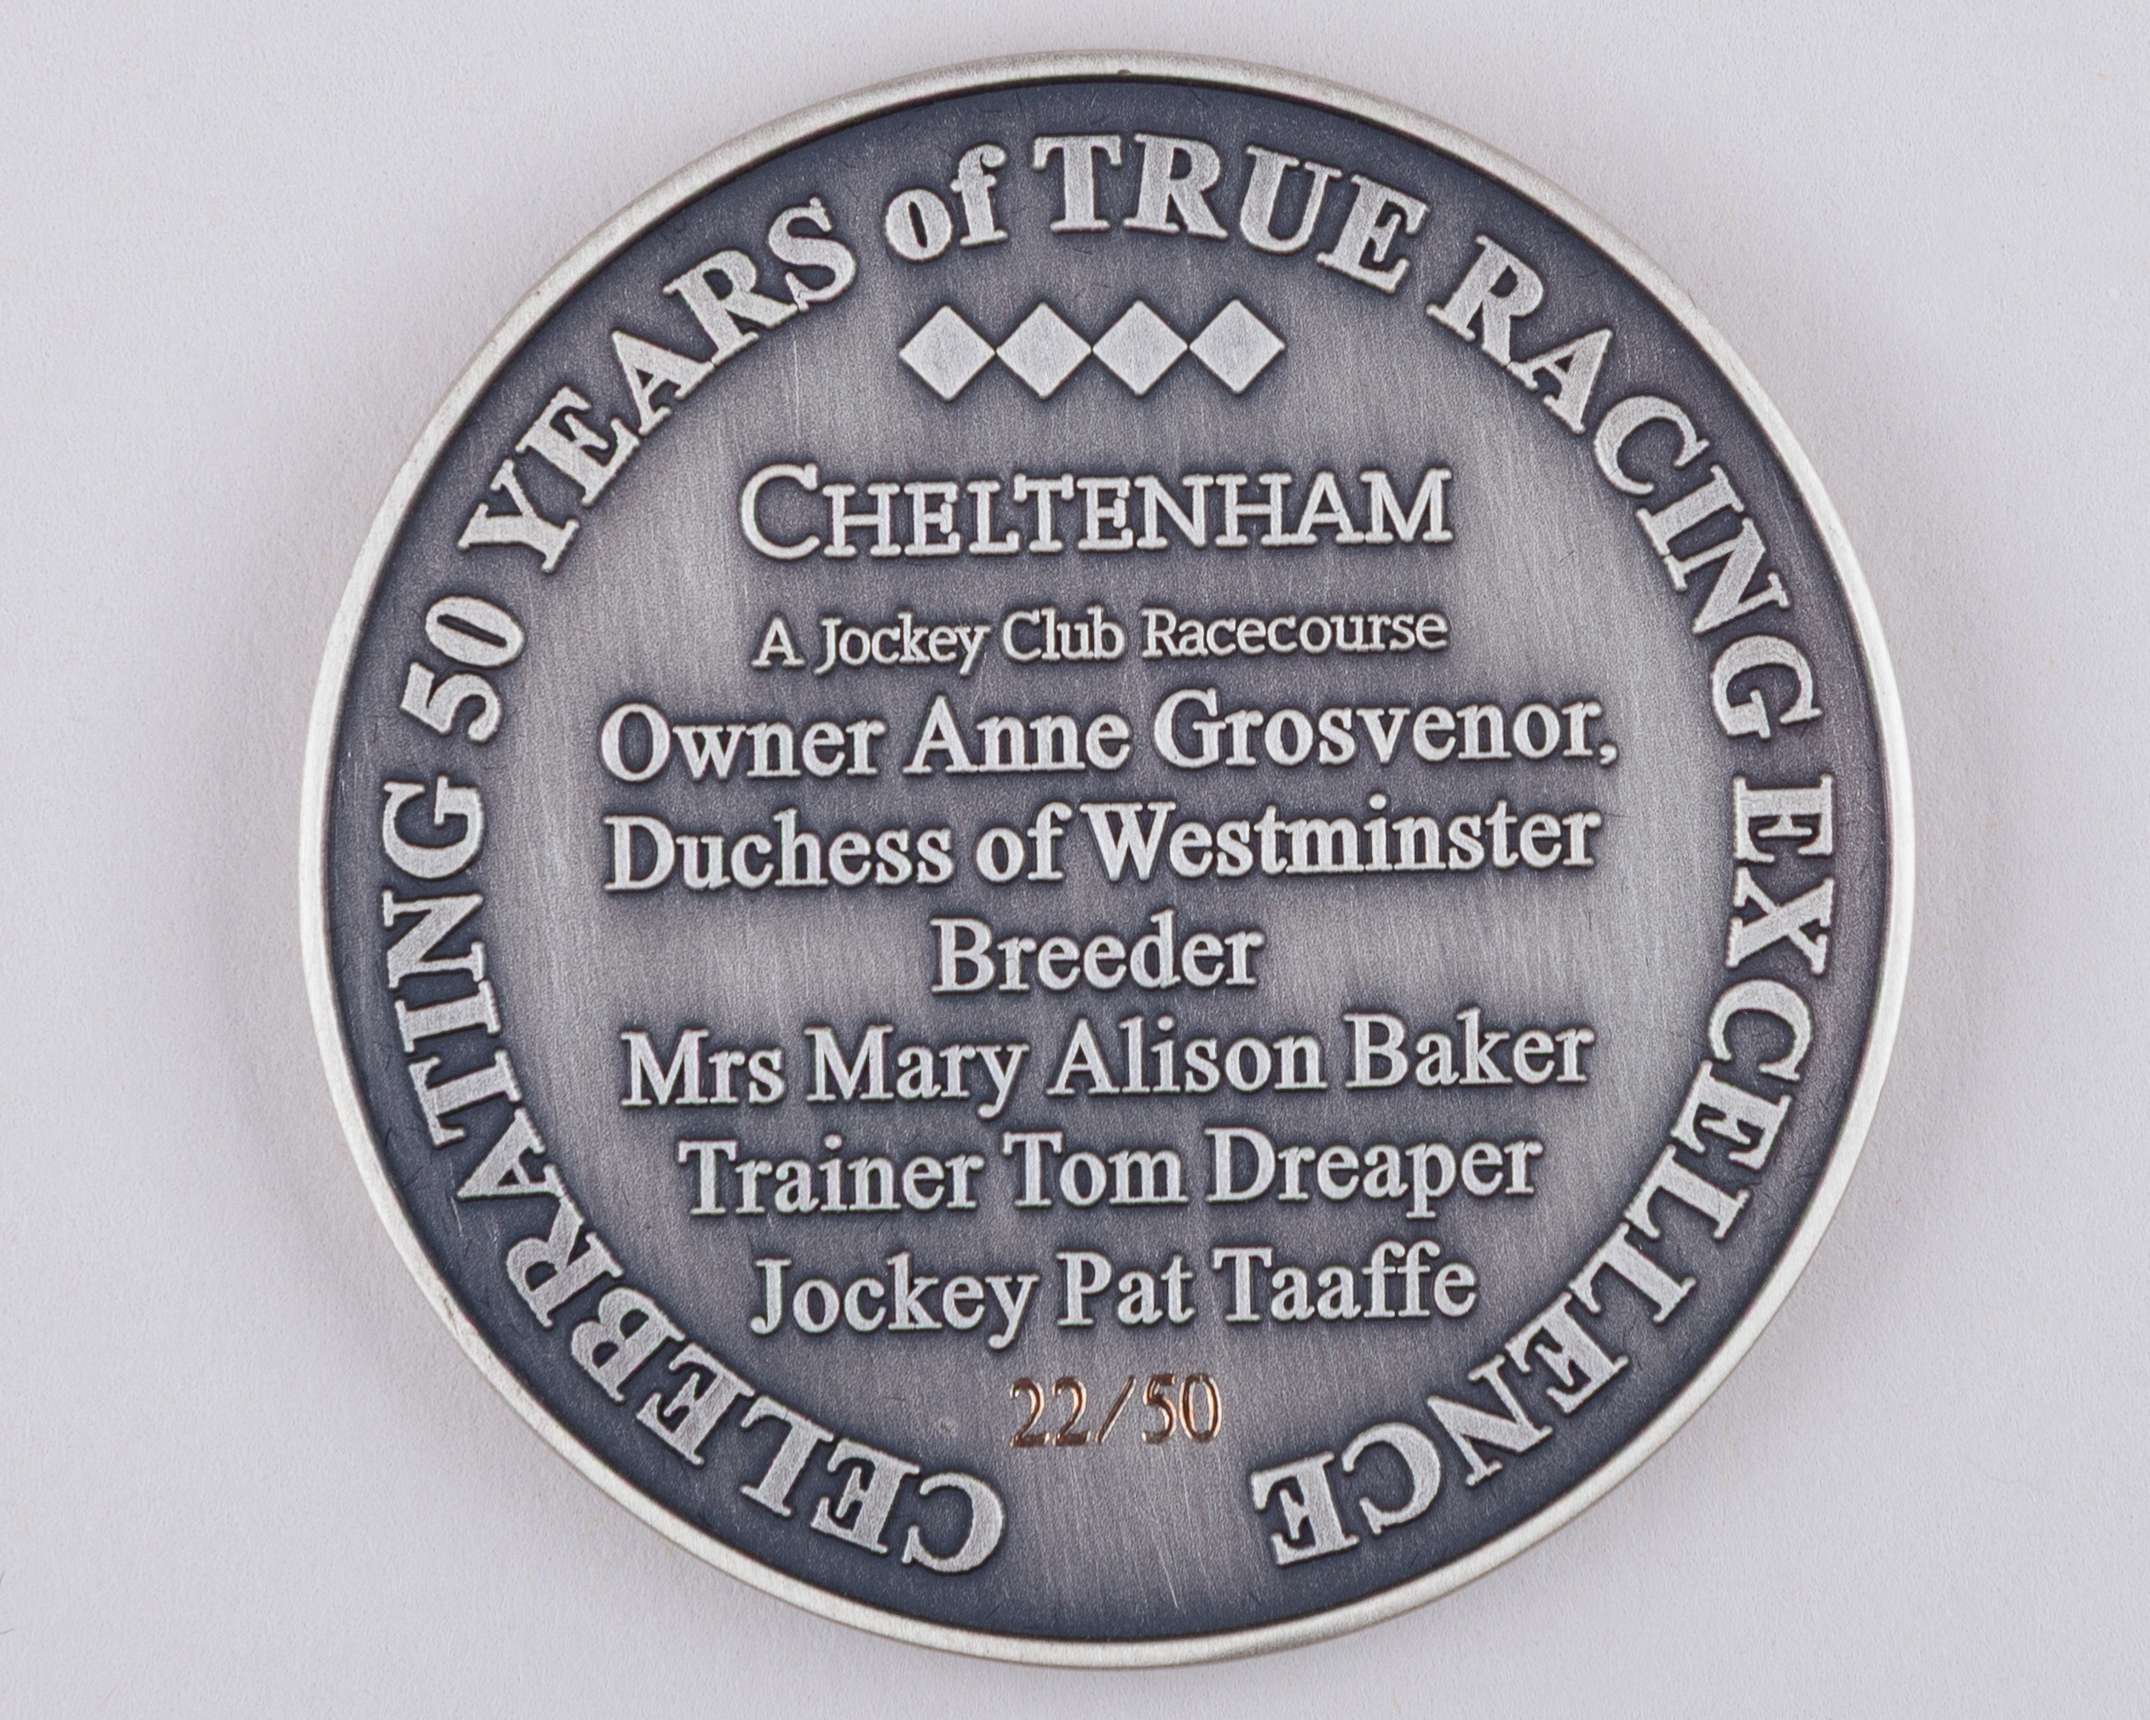 CELEBRATING 50 YEARS of TRUE RACING EXCELLENCE
CHELTENHAM
A Jockey Club Racecourse
Owner Anne Grosvenor,
Duchess of Westminster
Breeder
Mrs Mary Alison Baker
Trainer Tom Dreaper
Jockey Pat Taaffe
22/50